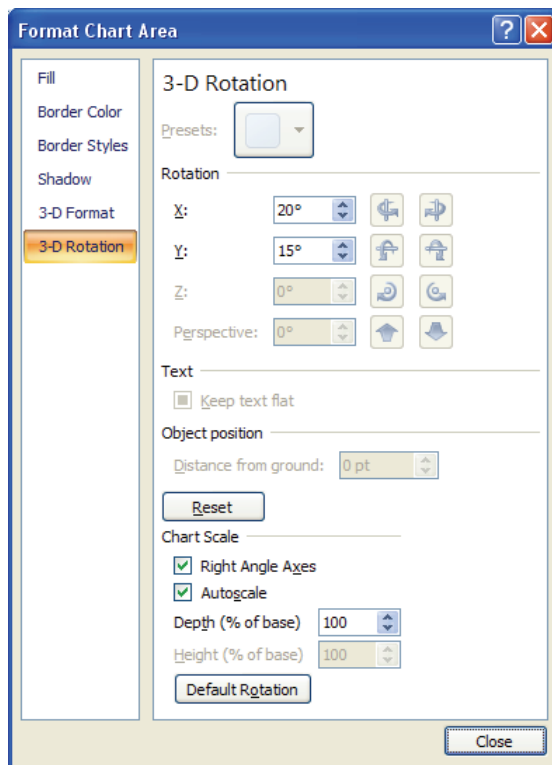 Format Chart Area
?
Fill
Border Color
Border Styles
Shadow
3-D Format
3-D Rotation
3-D Rotation
Presets:
Rotation
X: 20°
Y: 15°
Z: 0°
Perspective: 0°
Text
Keep text flat
Object position
Distance from ground: 0 pt
Reset
Chart Scale
Right Angle Axes
Autoscale
Depth (% of base) 100
Height (% of base) 100
Default Rotation
Close